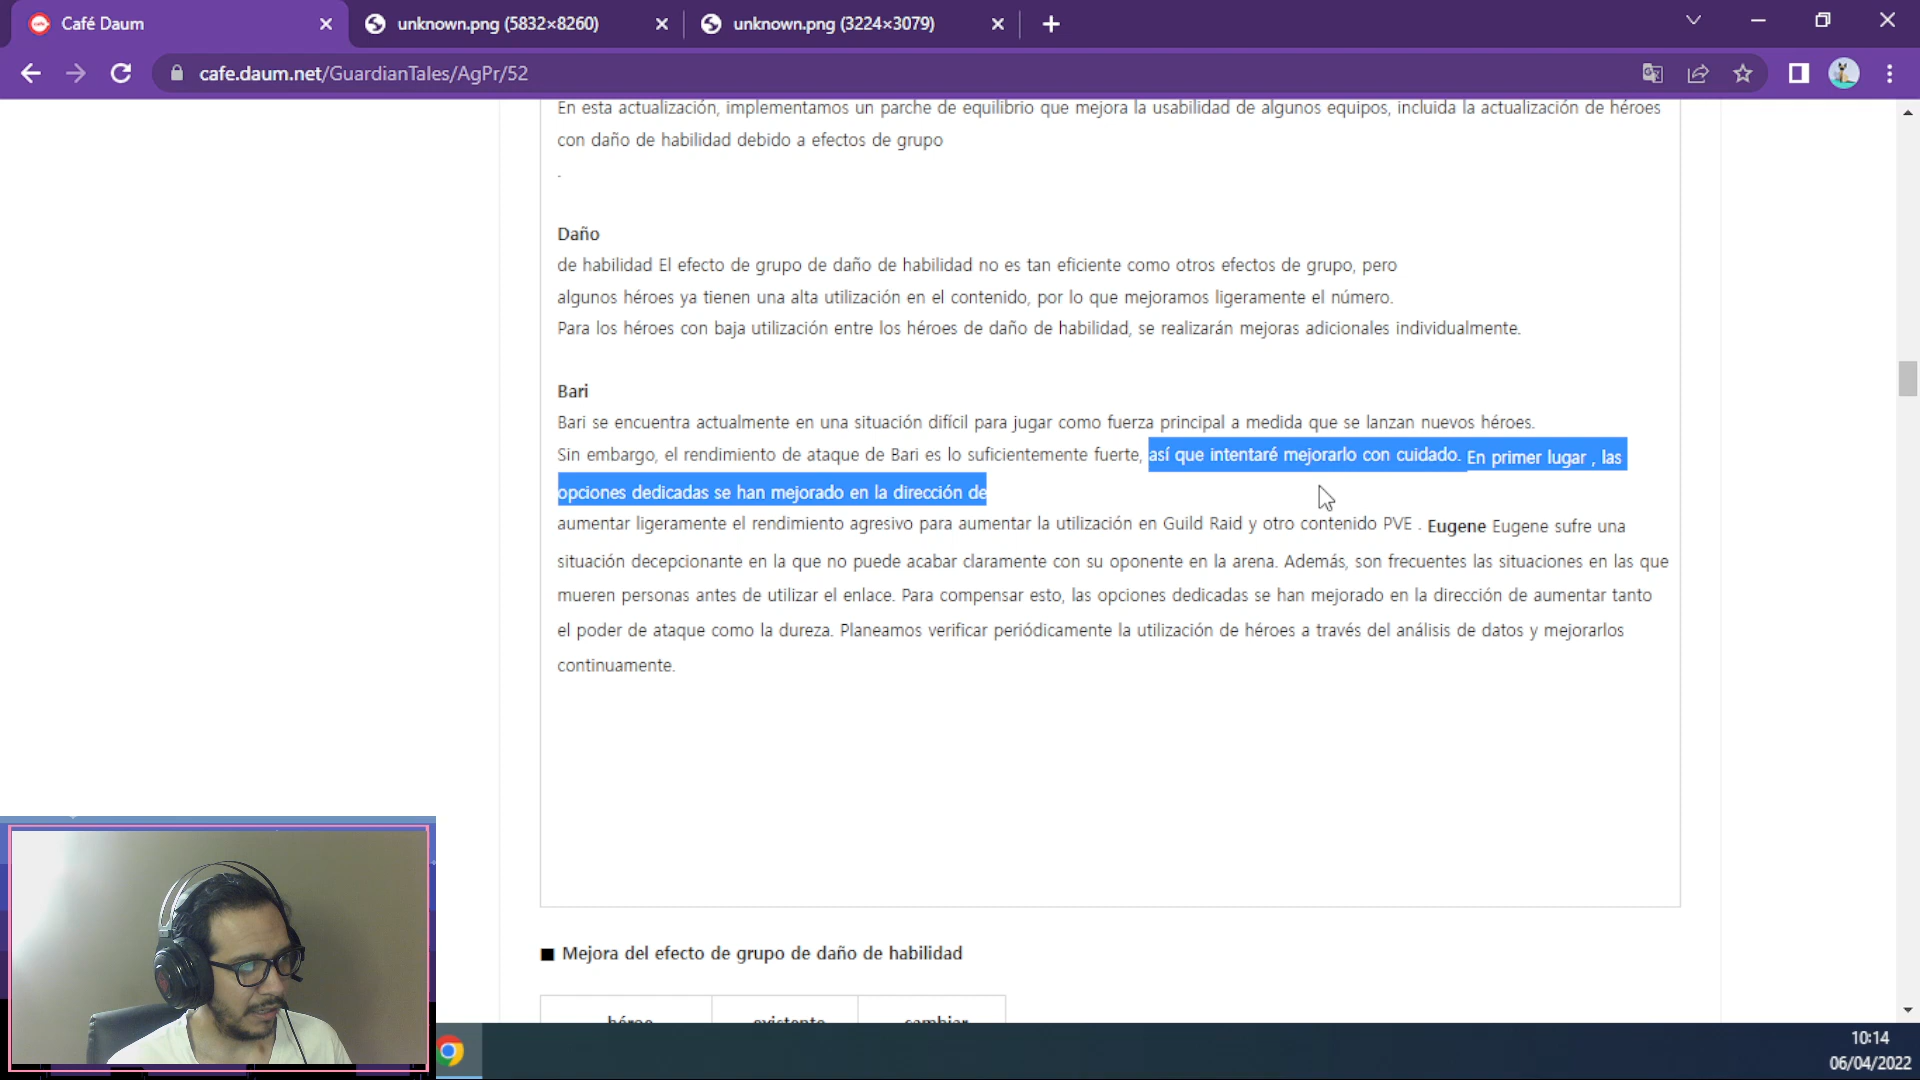 Café Daum
unknown.png (5832×8260)
unknown.png (3224×3079)
cafe.daum.net/GuardianTales/AgPr/52
En esta actualización, implementamos un parche de equilibrio que mejora la usabilidad de algunos equipos, incluida la actualización de héroes
con daño de habilidad debido a efectos de grupo
.
Daño
de habilidad El efecto de grupo de daño de habilidad no es tan eficiente como otros efectos de grupo, pero
algunos héroes ya tienen una alta utilización en el contenido, por lo que mejoramos ligeramente el número.
Para los héroes con baja utilización entre los héroes de daño de habilidad, se realizarán mejoras adicionales individualmente.
Bari
Bari se encuentra actualmente en una situación difícil para jugar como fuerza principal a medida que se lanzan nuevos héroes.
Sin embargo, el rendimiento de ataque de Bari es lo suficientemente fuerte, así que intentaré mejorarlo con cuidado. En primer lugar , las
opciones dedicadas se han mejorado en la dirección de
aumentar ligeramente el rendimiento agresivo para aumentar la utilización en Guild Raid y otro contenido PVE . Eugene Eugene sufre una
situación decepcionante en la que no puede acabar claramente con su oponente en la arena. Además, son frecuentes las situaciones en las que
mueren personas antes de utilizar el enlace. Para compensar esto, las opciones dedicadas se han mejorado en la dirección de aumentar tanto
el poder de ataque como la dureza. Planeamos verificar periódicamente la utilización de héroes a través del análisis de datos y mejorarlos
continuamente.
■ Mejora del efecto de grupo de daño de habilidad
héroe existente cambiar
10:14
06/04/2022